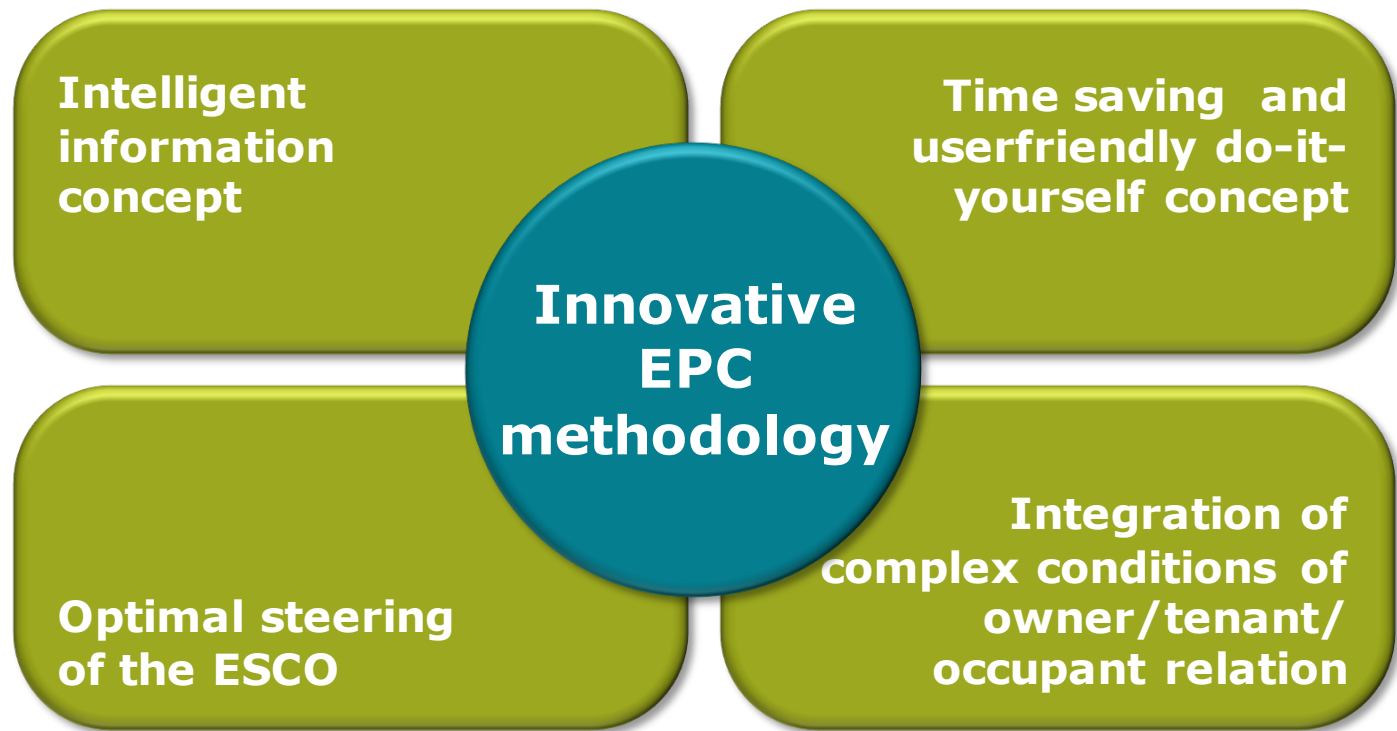 Intelligent
information
concept
Time saving and
userfriendly do-it-
yourself concept
Innovative
EPC
methodology
Optimal steering
of the ESCO
Integration of
complex conditions of
owner/tenant/
occupant relation